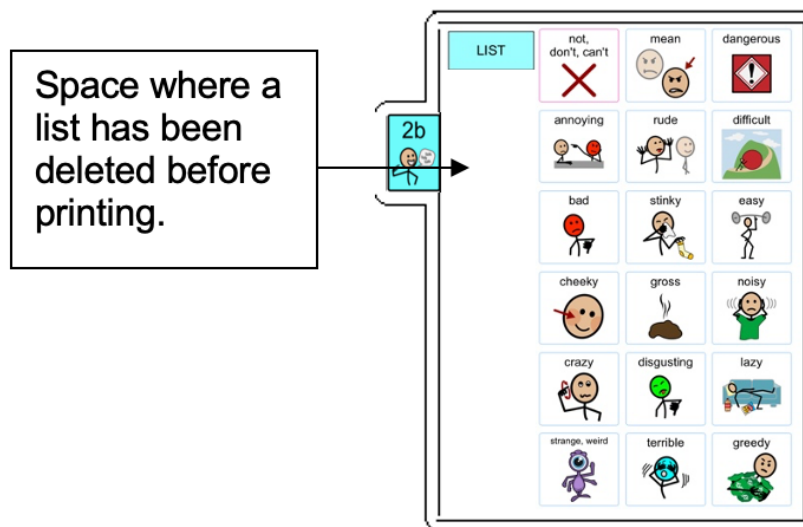 Space where a
list has been
deleted before
printing.
2b
LIST
not,
don't, can't
mean
dangerous
annoying
rude
difficult
bad
stinky
easy
cheeky
gross
noisy
crazy
disgusting
lazy
strange, weird
terrible
greedy